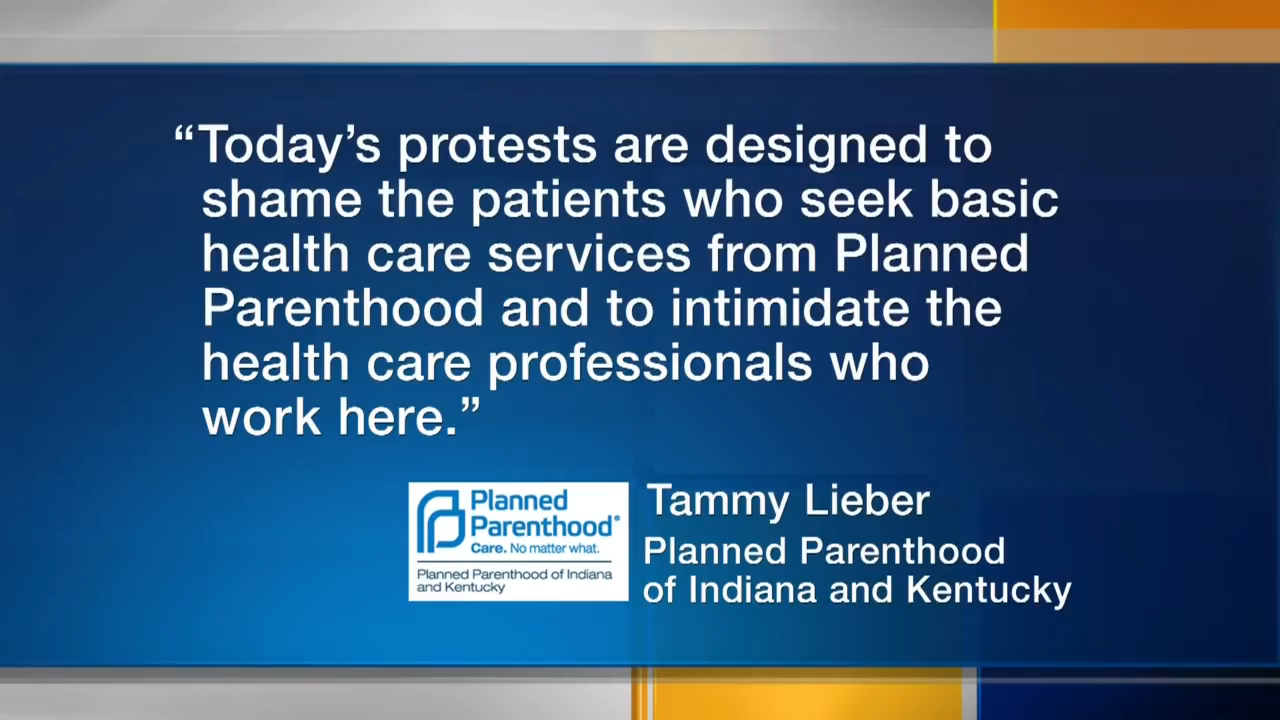 “Today’s protests are designed to
shame the patients who seek basic
health care services from Planned
Parenthood and to intimidate the
health care professionals who
work here.”
Planned
Parenthood®
Care. No matter what.
Planned Parenthood of Indiana
and Kentucky
Tammy Lieber
Planned Parenthood
of Indiana and Kentucky